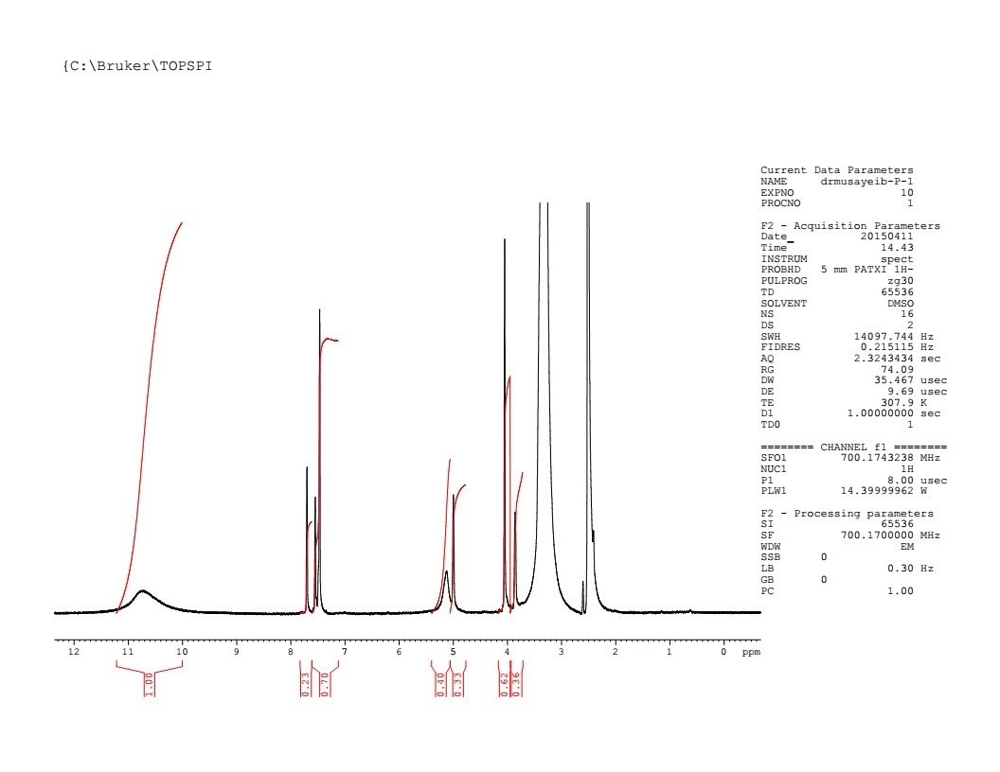 {C:\Bruker\TOPSPI
Current Data Parameters
NAME drmusayeib-P-1
EXPNO 10
PROCNO 1
F2 - Acquisition Parameters
Date_ 20150411
Time 14.43
INSTRUM spect
PROBHD 5 mm PATXI 1H-
PULPROG zg30
TD 65536
SOLVENT DMSO
NS 16
DS 2
SWH 14097.744 Hz
FIDRES 0.215115 Hz
AQ 2.3243434 sec
RG 74.09
DW 35.467 usec
DE 9.69 usec
TE 307.9 K
D1 1.00000000 sec
TD0 1
======== CHANNEL f1 ========
SFO1 700.1743238 MHz
NUC1 1H
P1 8.00 usec
PLW1 14.39999962 W
F2 - Processing parameters
SI 65536
SF 700.1700000 MHz
WDW EM
SSB 0
LB 0.30 Hz
GB 0
PC 1.00
12 11 10 9 8 7 6 5 4 3 2 1 0 ppm
1.00 0.23 0.70 0.40 0.33 0.62 0.36